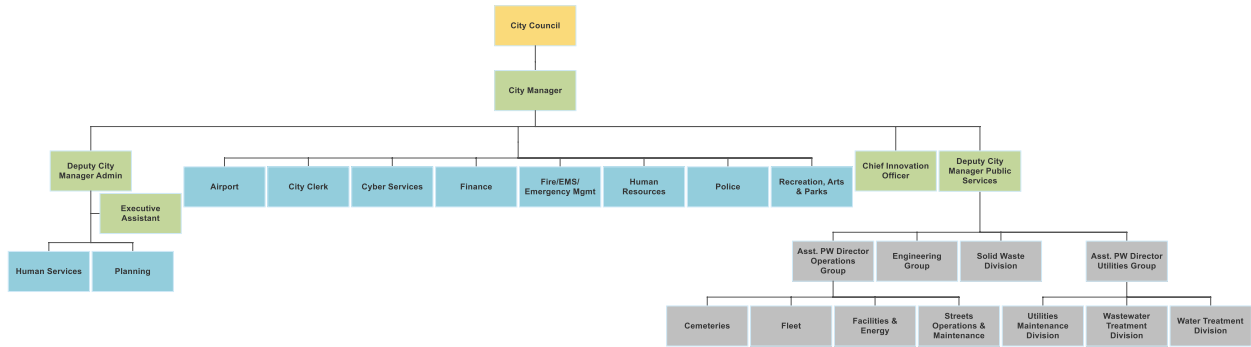 City Council
City Manager
Deputy City
Manager Admin
Executive
Assistant
Human Services
Planning
Airport
City Clerk
Cyber Services
Finance
Fire/EMS/
Emergency Mgmt
Human
Resources
Police
Recreation, Arts
& Parks
Chief Innovation
Officer
Deputy City
Manager Public
Services
Asst. PW Director
Operations
Group
Engineering
Group
Solid Waste
Division
Asst. PW Director
Utilities Group
Cemeteries
Fleet
Facilities &
Energy
Streets
Operations &
Maintenance
Utilities
Maintenance
Division
Wastewater
Treatment
Division
Water Treatment
Division